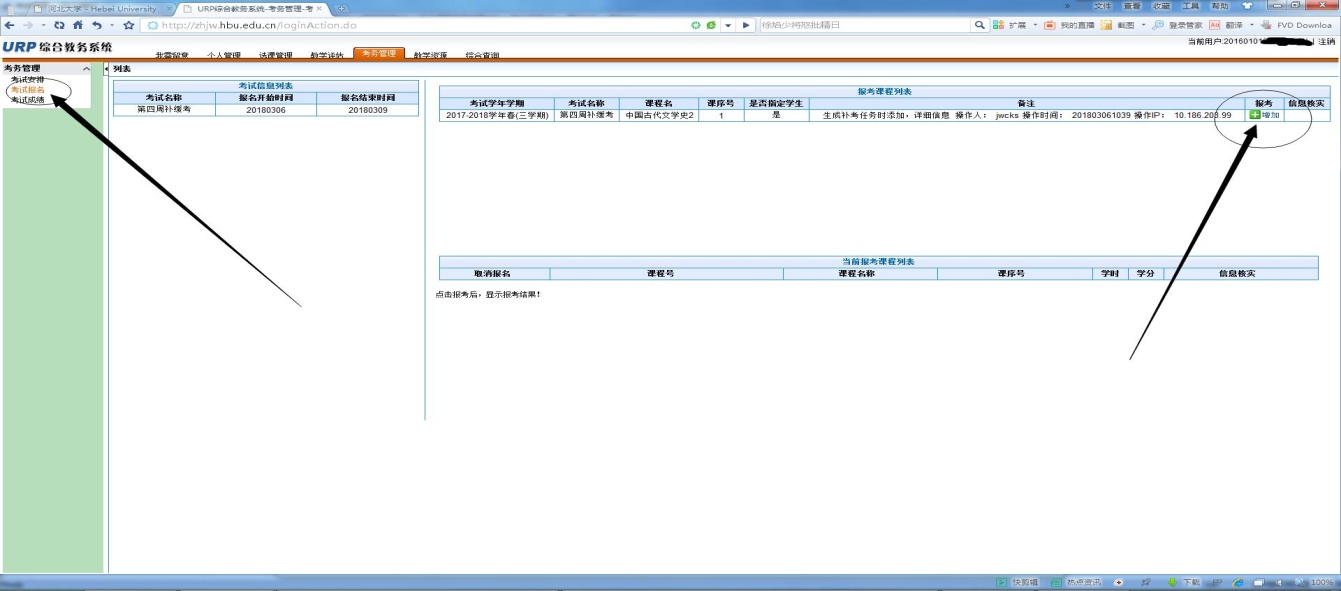 河北大学 - Hebei University
URP综合教务系统-考务管理-考
文件 查看 收藏 工具 帮助
http://zhjw.hbu.edu.cn/loginAction.do
扩展 我的直播 截图 登录管家 翻译 FVD Downloa
URP 综合教务系统
当前用户:20160101 | 注销
个人管理 选课管理 教学评估 考务管理 教学资源 综合查询
考务管理
考试安排
考试报名
考试成绩
列表
考试信息列表
考试名称 报名开始时间 报名结束时间
第四周补缓考 20180306 20180309
报考课程列表
考试学年学期 考试名称 课程名 课序号 是否指定学生 备注 报考 信息核实
2017-2018学年春(三学期) 第四周补缓考 中国古代文学史2 1 是 生成补考任务时添加，详细信息 操作人： jwcks 操作时间： 201803061039 操作IP： 10.186.203.99 增加
当前报考课程列表
取消报名 课程号 课程名称 课序号 学时 学分 信息核实
点击报考后，显示报考结果！
快剪辑 热点资讯 下载 100%